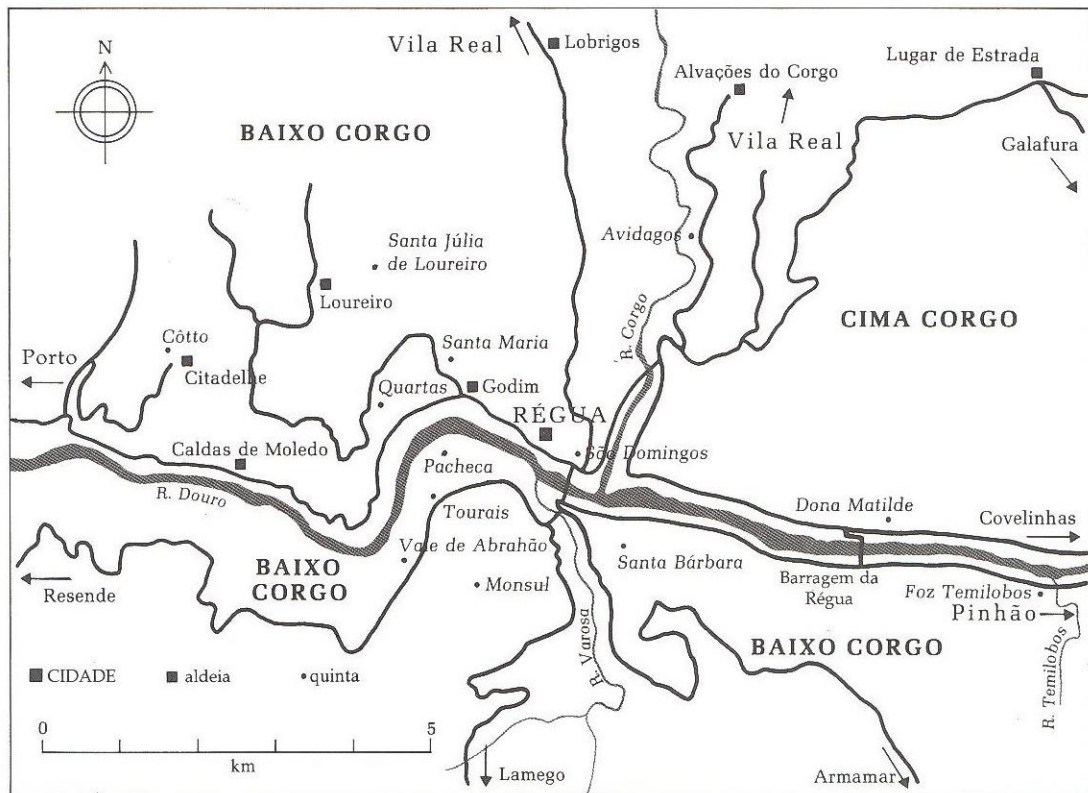 N
Vila Real
Lobrigos
Alvações do Corgo
Lugar de Estrada
BAIXO CORGO
Vila Real
Galafura
Santa Júlia
de Loureiro
Avidagos
Loureiro
R. Corgo
CIMA CORGO
Côtto
Porto
Citadelhe
Santa Maria
Quartas
Godim
RÉGUA
Caldas de Moledo
Pacheca
São Domingos
R. Douro
Tourais
Dona Matilde
Covelinhas
Vale de Abrahão
Santa Bárbara
BAIXO
CORGO
Barragem da
Régua
Resende
Monsul
Foz Temilobos
Pinhão
R. Varosa
BAIXO CORGO
R. Temilobos
CIDADE
aldeia
quinta
0
5
km
Lamego
Armamar